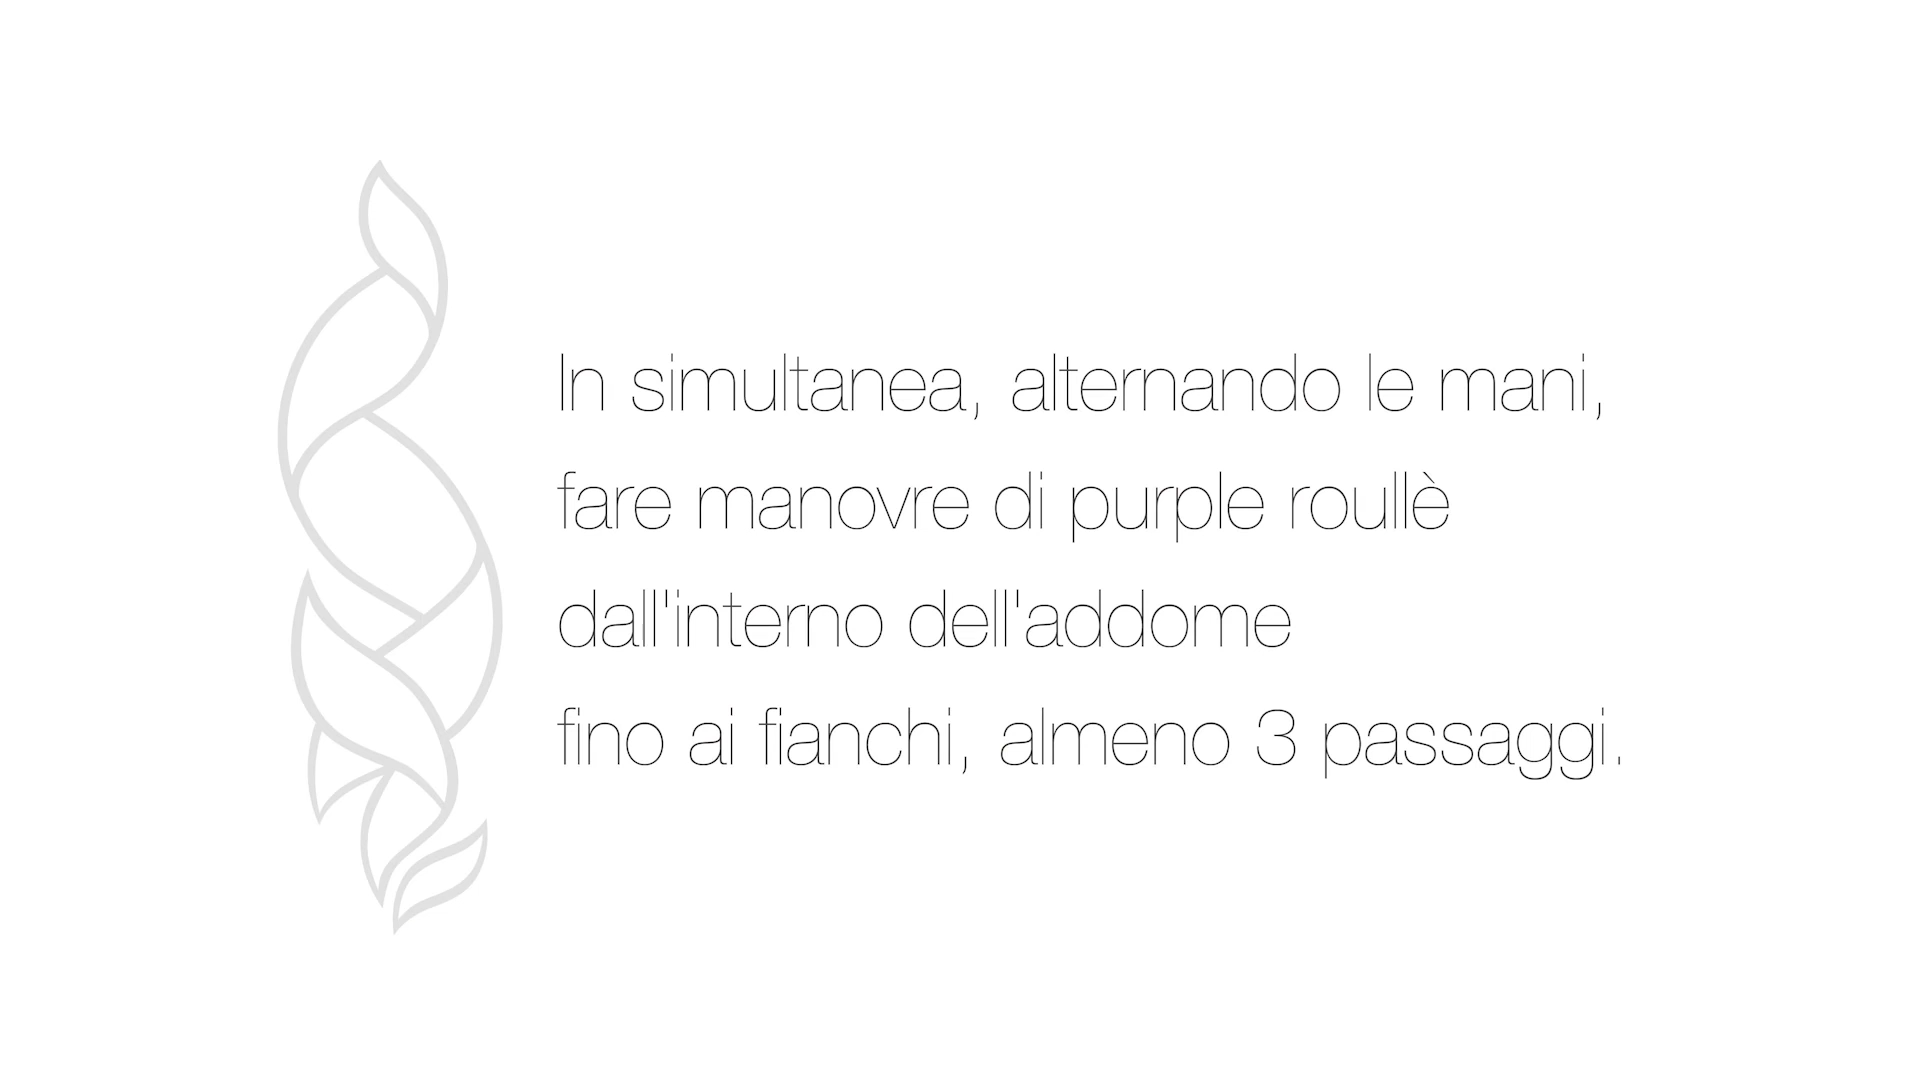 In simultanea, alternando le mani,
fare manovre di purple roullè
dall'interno dell'addome
fino ai fianchi, almeno 3 passaggi.